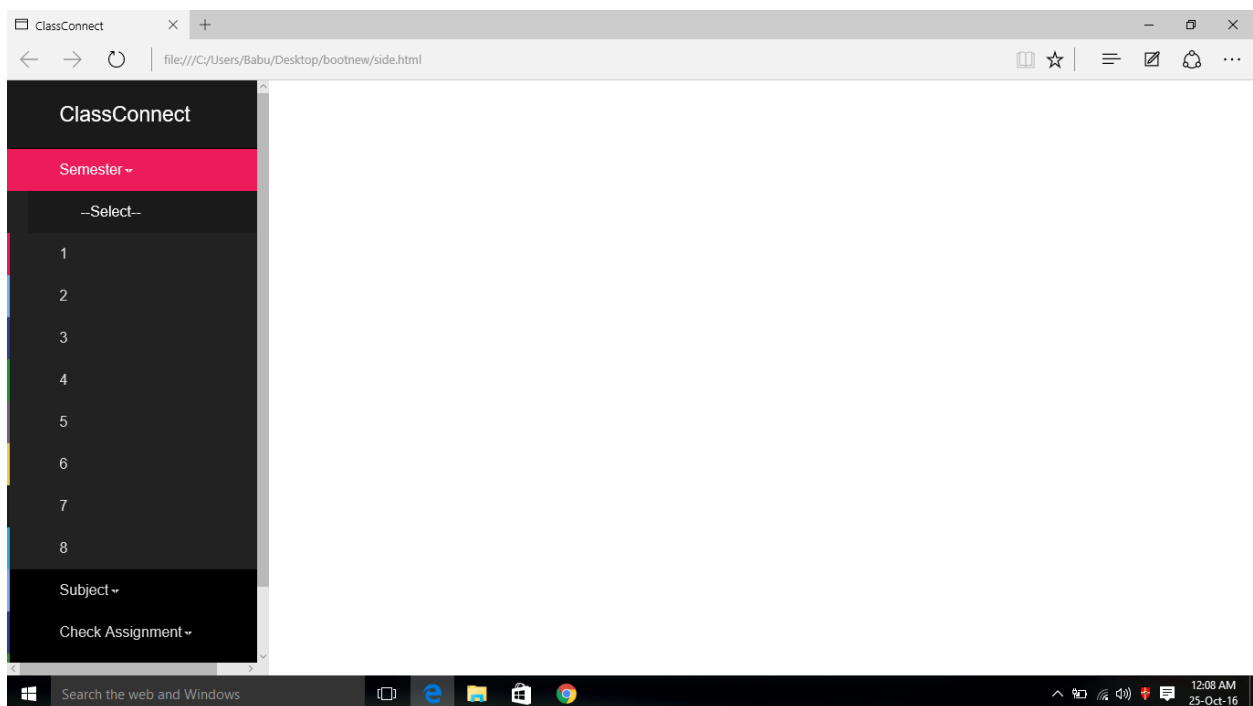 ClassConnect
file:///C:/Users/Babu/Desktop/bootnew/side.html
ClassConnect
Semester
--Select--
1
2
3
4
5
6
7
8
Subject
Check Assignment
Search the web and Windows
12:08 AM
25-Oct-16